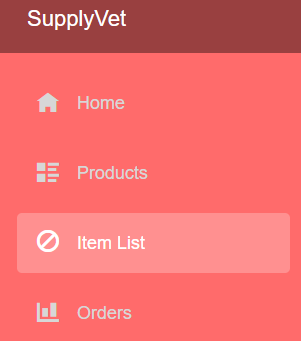 SupplyVet
Home
Products
Item List
Orders